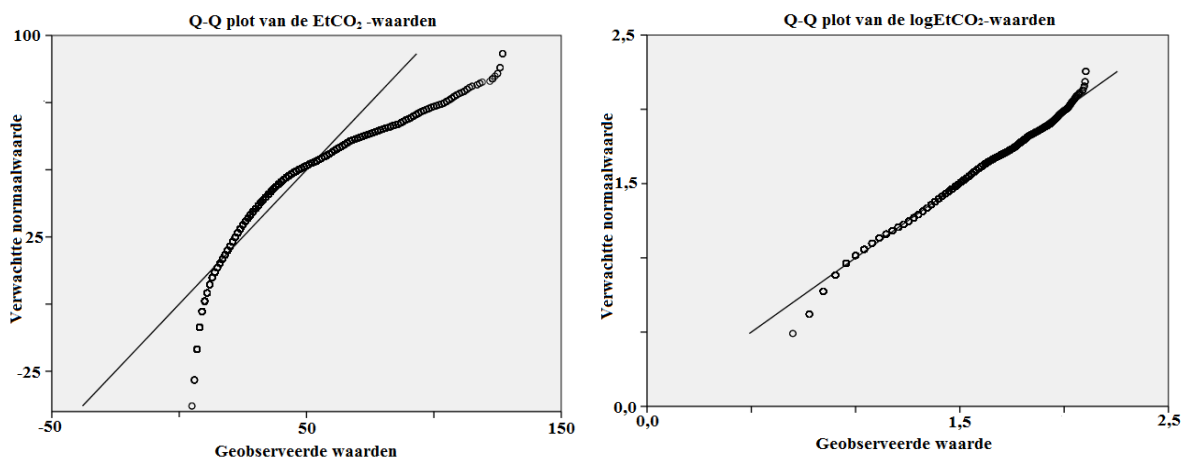 Q-Q plot van de EtCO₂ -waarden
100
25
-25
-50
50
150
Verwachtte normaalwaarde
Geobserveerde waarden
Q-Q plot van de logEtCO₂-waarden
2,5
1,5
0,0
0,0
1,5
2,5
Verwachtte normaalwaarde
Geobserveerde waarde